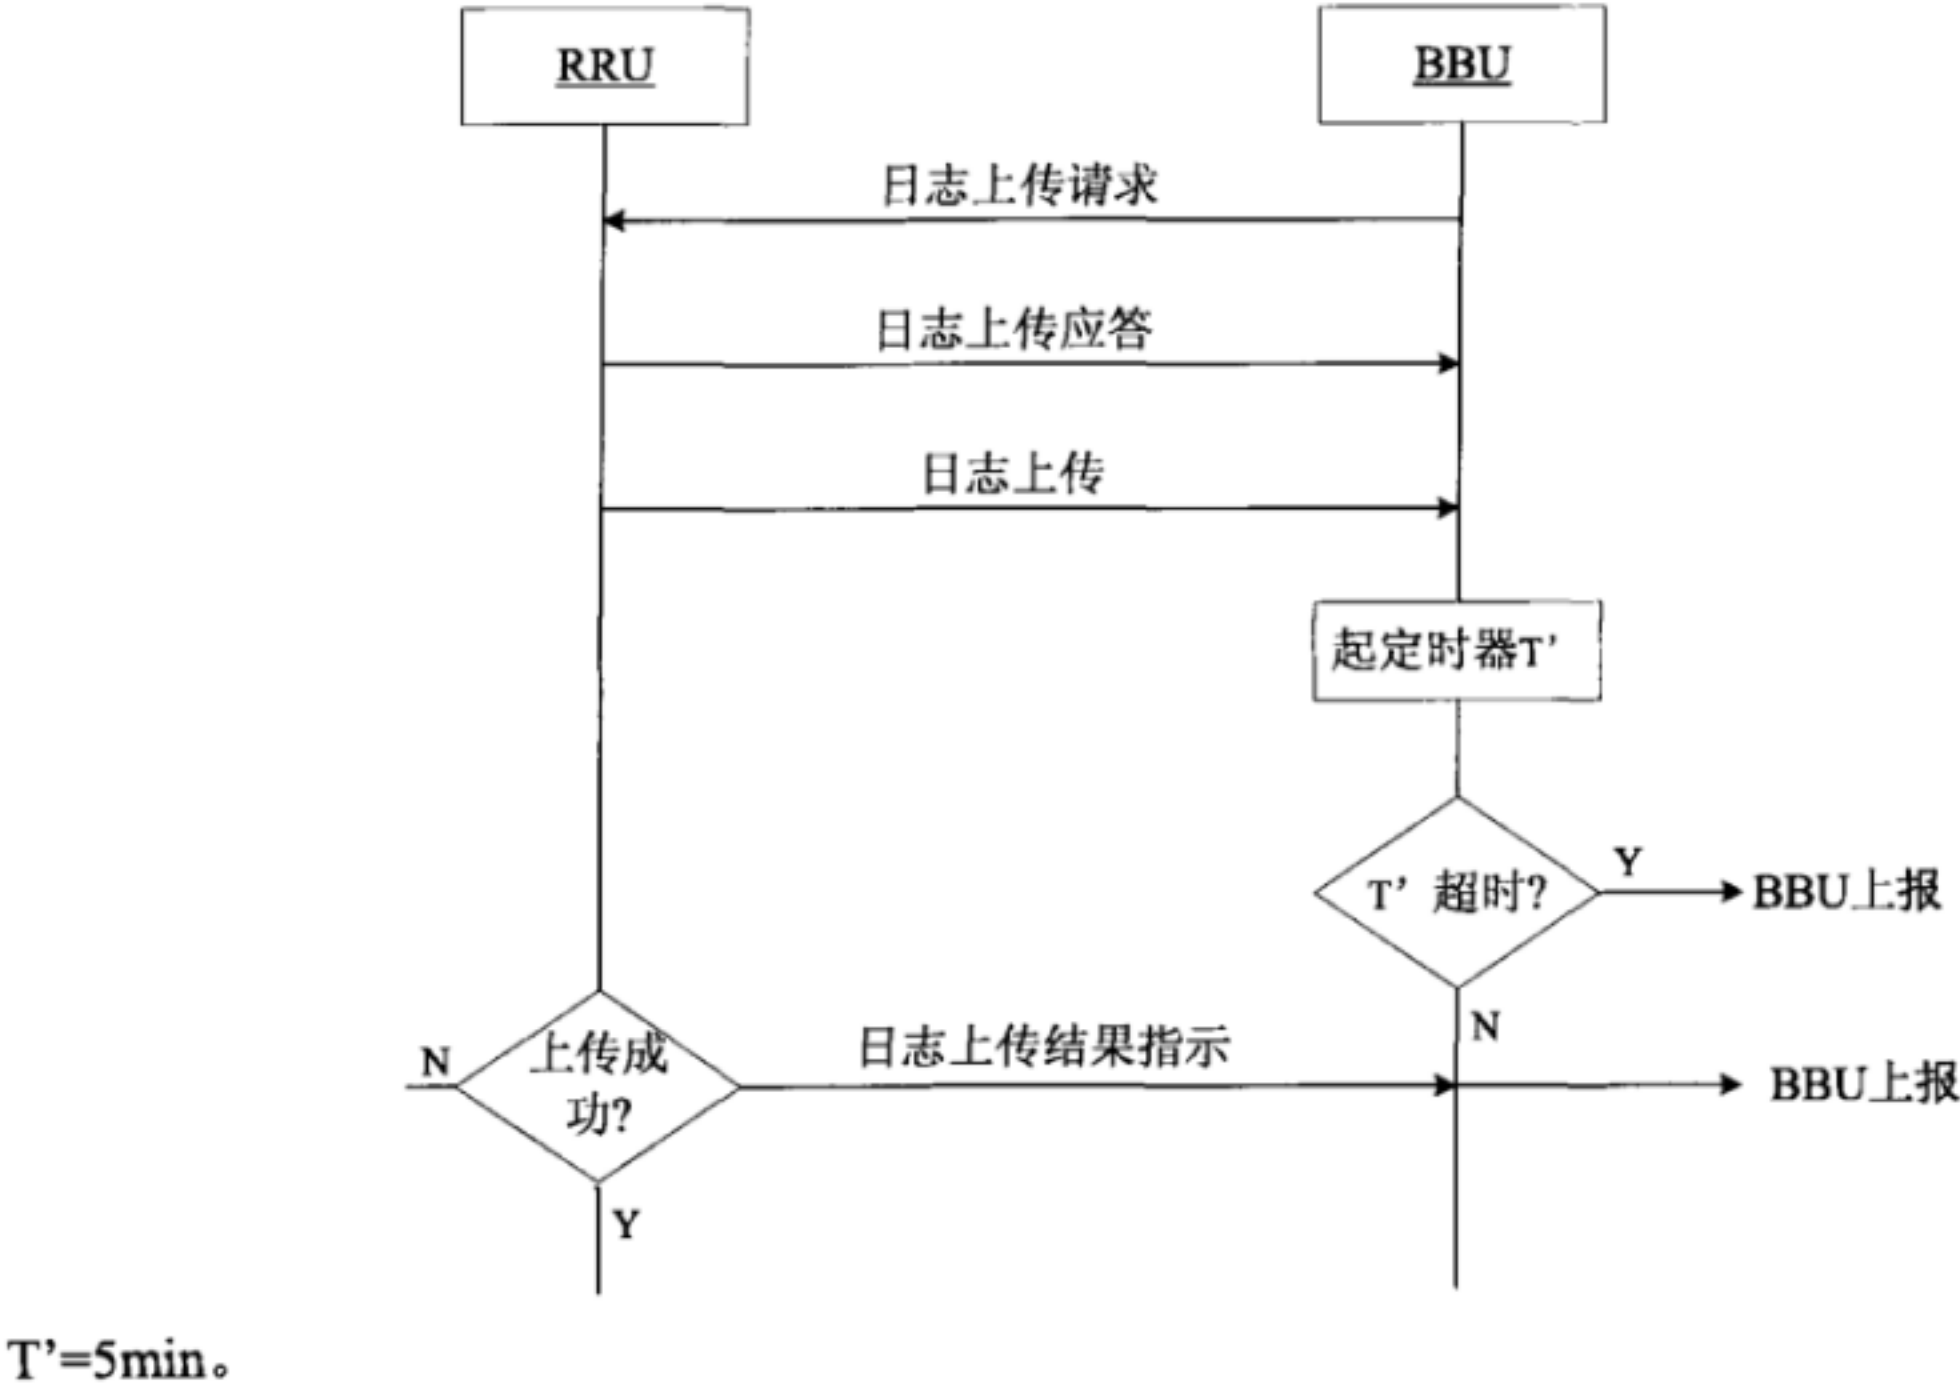 RRU
BBU
日志上传请求
日志上传应答
日志上传
起定时器T’
T’ 超时?
Y
BBU上报
N
上传成
功?
N
日志上传结果指示
BBU上报
Y
T’=5min。